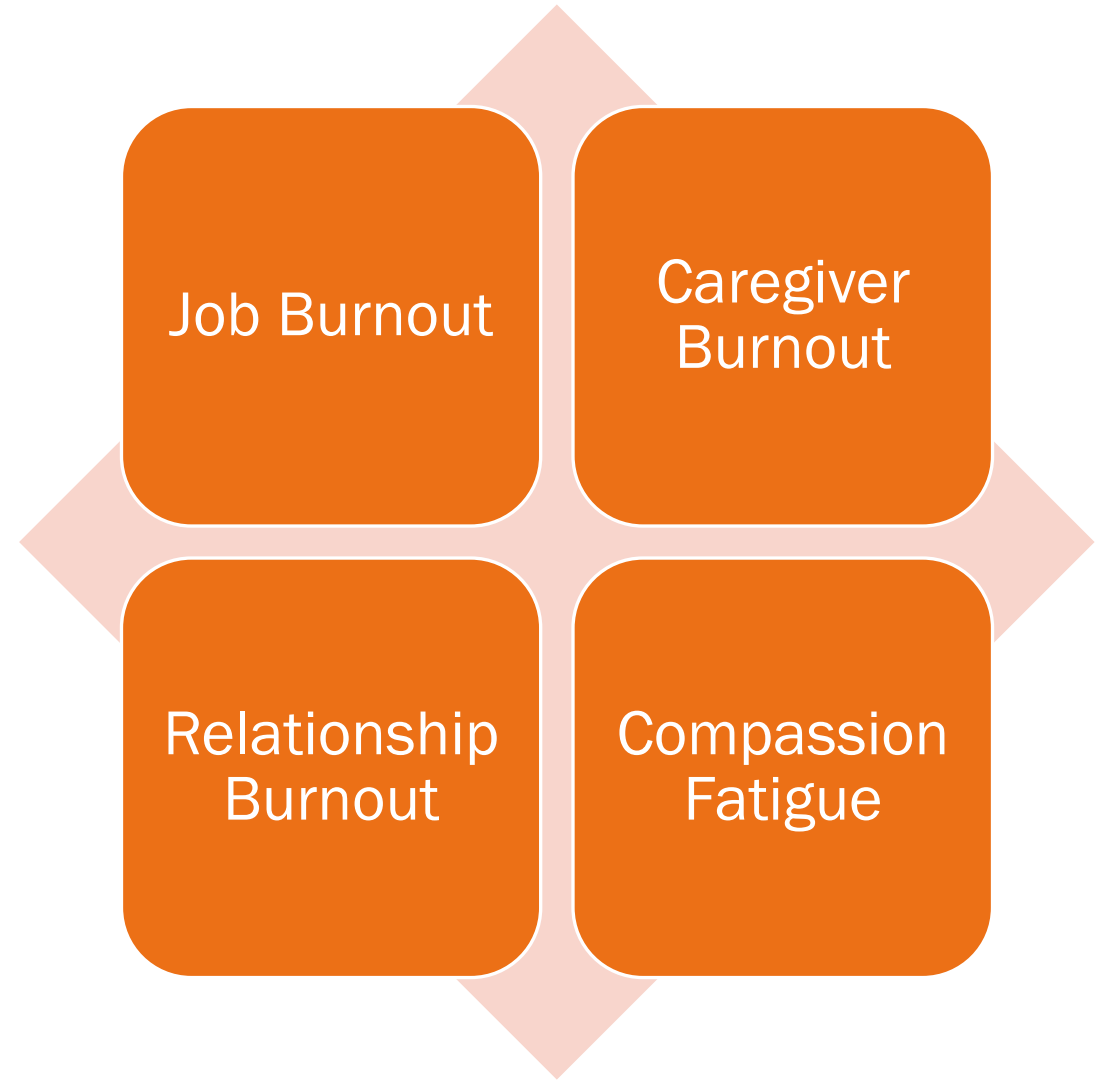 Job Burnout
Caregiver
Burnout
Relationship
Burnout
Compassion
Fatigue